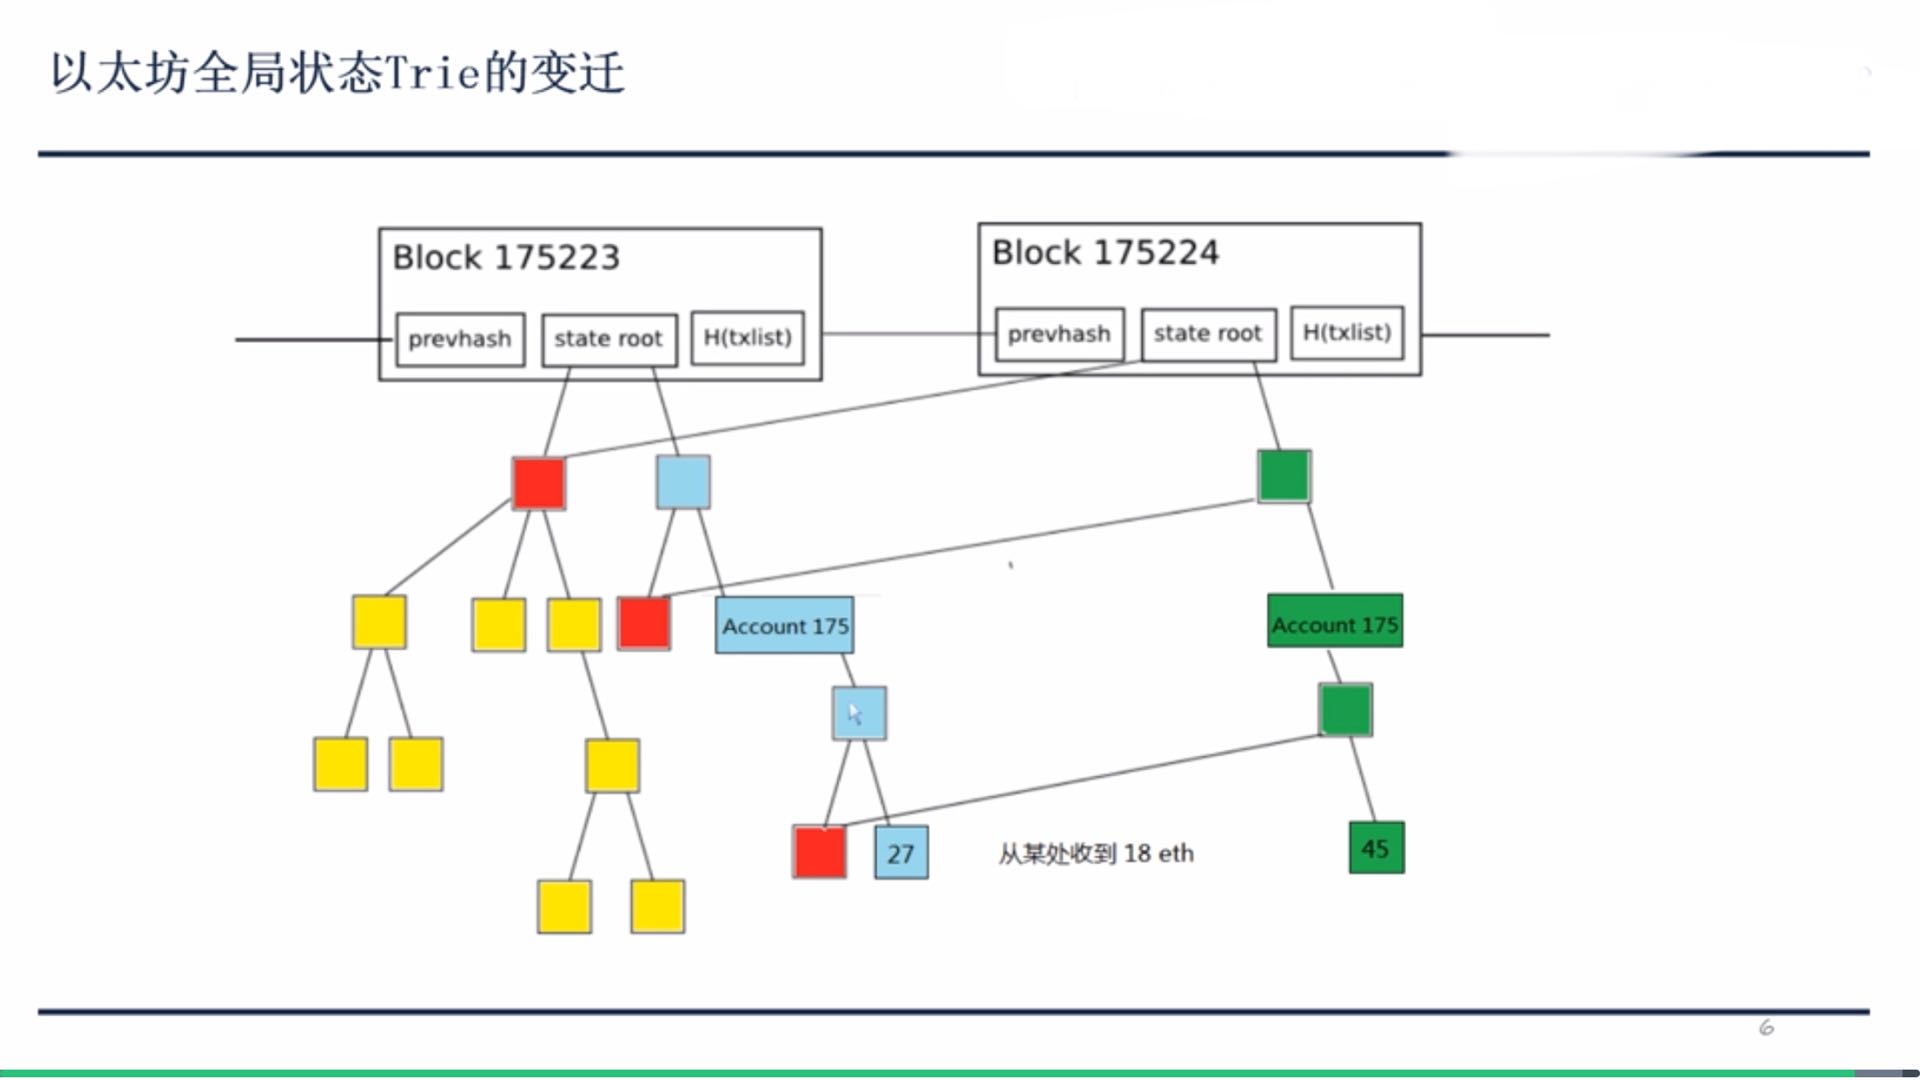 以太坊全局状态Trie的变迁
Block 175223
prevhash
state root
H(txlist)
Block 175224
prevhash
state root
H(txlist)
Account 175
Account 175
27
从某处收到 18 eth
45
6